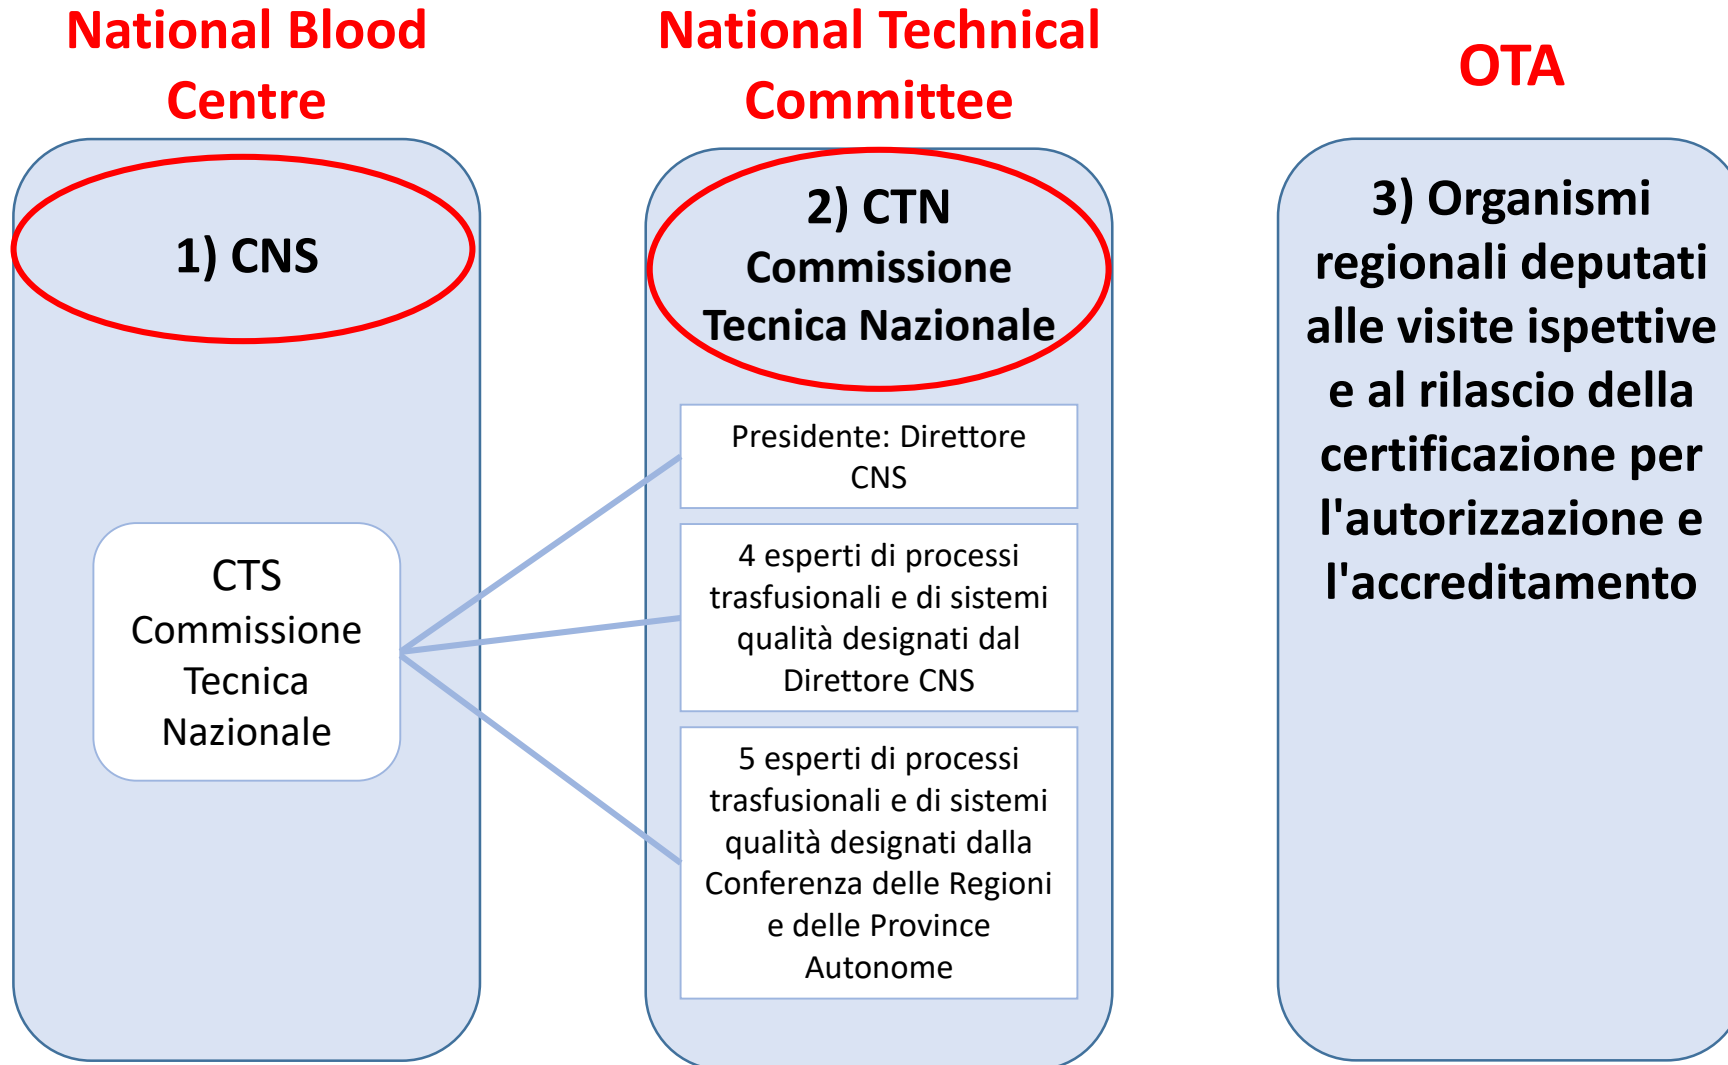 National Blood
Centre
1) CNS
CTS
Commissione
Tecnica
Nazionale
National Technical
Committee
2) CTN
Commissione
Tecnica Nazionale
Presidente: Direttore
CNS
4 esperti di processi
trasfusionali e di sistemi
qualità designati dal
Direttore CNS
5 esperti di processi
trasfusionali e di sistemi
qualità designati dalla
Conferenza delle Regioni
e delle Province
Autonome
OTA
3) Organismi
regionali deputati
alle visite ispettive
e al rilascio della
certificazione per
l'autorizzazione e
l'accreditamento